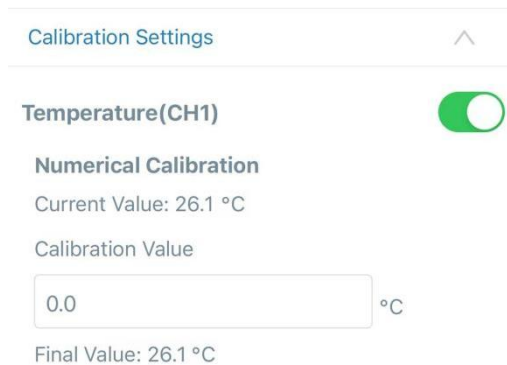 Calibration Settings
Temperature(CH1)
Numerical Calibration
Current Value: 26.1 °C
Calibration Value
0.0 °C
Final Value: 26.1 °C